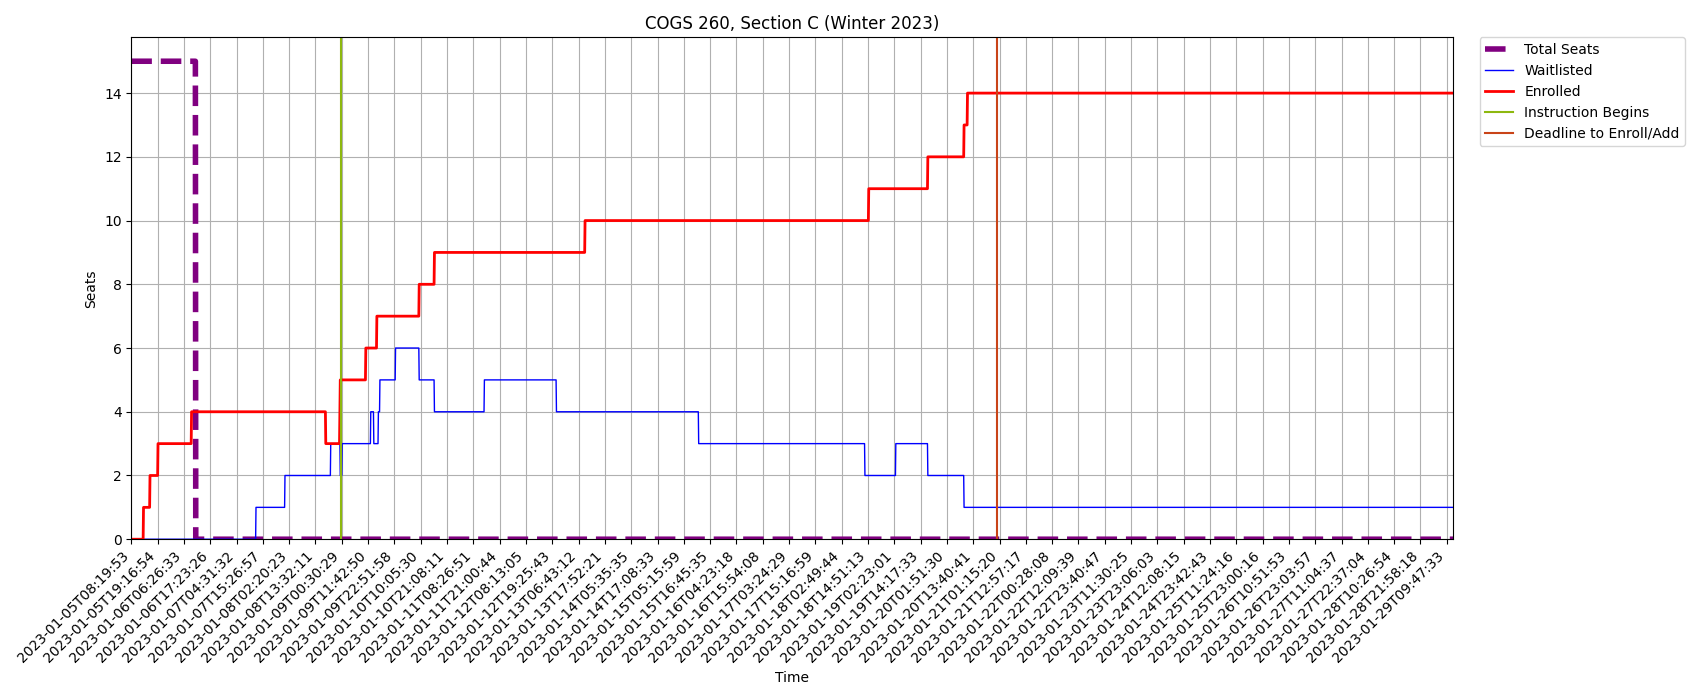 COGS 260, Section C (Winter 2023)
Total Seats
Waitlisted
Enrolled
Instruction Begins
Deadline to Enroll/Add
Seats
14
12
10
8
6
4
2
0
2023-01-05T08:19:53
2023-01-05T19:16:54
2023-01-06T06:26:33
2023-01-06T17:23:26
2023-01-07T04:31:32
2023-01-07T15:26:57
2023-01-08T02:20:23
2023-01-08T13:32:11
2023-01-09T00:30:29
2023-01-09T11:42:50
2023-01-09T22:51:58
2023-01-10T10:05:30
2023-01-10T21:08:11
2023-01-11T08:26:51
2023-01-11T21:00:44
2023-01-12T08:13:05
2023-01-12T19:25:43
2023-01-13T06:43:12
2023-01-13T17:52:21
2023-01-14T05:35:35
2023-01-14T17:08:33
2023-01-15T05:15:59
2023-01-15T16:45:35
2023-01-16T04:23:18
2023-01-16T15:54:08
2023-01-17T03:24:29
2023-01-17T15:16:59
2023-01-18T02:49:44
2023-01-18T14:51:13
2023-01-19T02:23:01
2023-01-19T14:17:33
2023-01-20T01:51:30
2023-01-20T13:40:41
2023-01-21T01:15:20
2023-01-21T12:57:17
2023-01-22T00:28:08
2023-01-22T12:09:39
2023-01-22T23:40:47
2023-01-23T11:30:25
2023-01-23T23:06:03
2023-01-24T12:08:15
2023-01-24T23:42:43
2023-01-25T11:24:16
2023-01-25T23:00:16
2023-01-26T10:51:53
2023-01-26T23:03:57
2023-01-27T11:04:37
2023-01-27T22:37:04
2023-01-28T10:26:54
2023-01-28T21:58:18
2023-01-29T09:47:33
Time